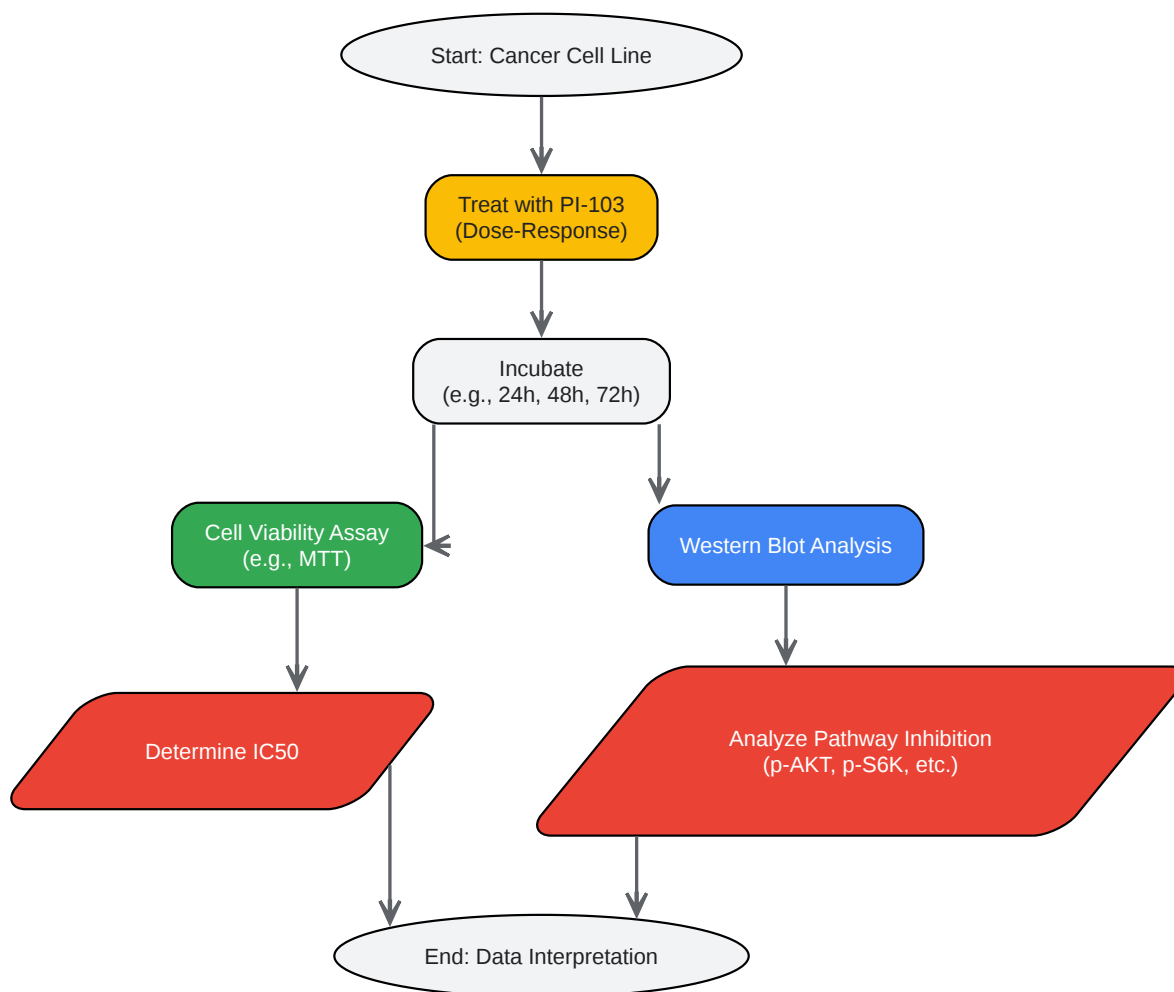 Start: Cancer Cell Line
Treat with PI-103
(Dose-Response)
Incubate
(e.g., 24h, 48h, 72h)
Cell Viability Assay
(e.g., MTT)
Western Blot Analysis
Determine IC50
Analyze Pathway Inhibition
(p-AKT, p-S6K, etc.)
End: Data Interpretation